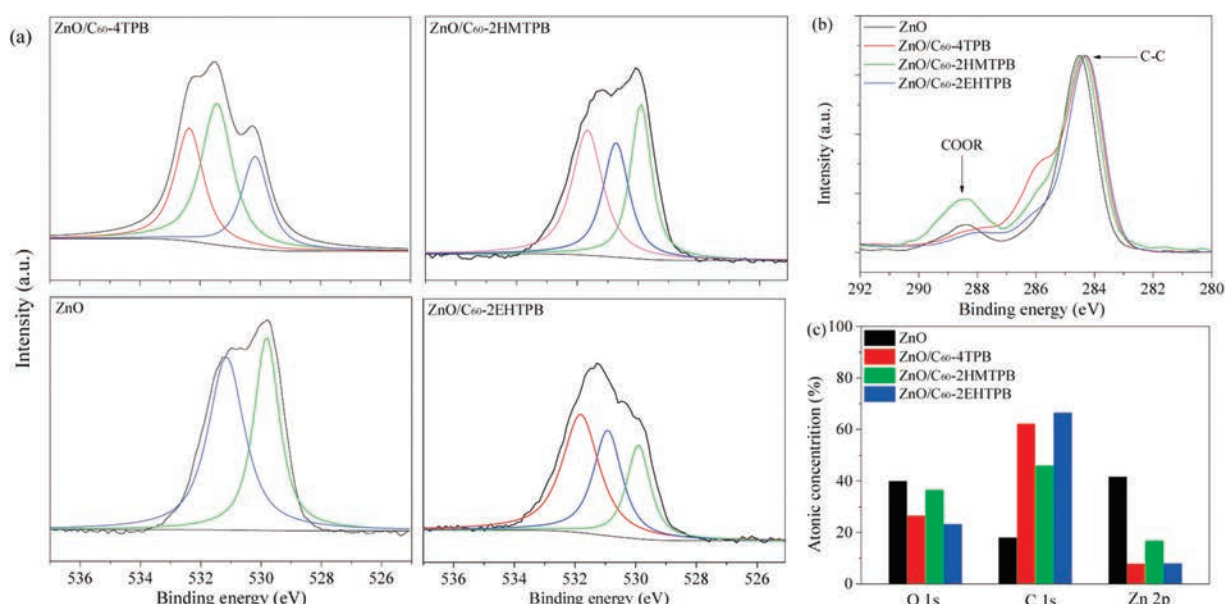 (a)
ZnO/C60-4TPB
ZnO/C60-2HMTPB
ZnO
ZnO/C60-2EHTPB
Intensity (a.u.)
536 534 532 530 528 526
536 534 532 530 528 526
Binding energy (eV)
Binding energy (eV)
(b)
ZnO
ZnO/C60-4TPB
ZnO/C60-2HMTPB
ZnO/C60-2EHTPB
C-C
COOR
Intensity (a.u.)
292 290 288 286 284 282 280
Binding energy (eV)
(c)
100
80
60
40
20
0
ZnO
ZnO/C60-4TPB
ZnO/C60-2HMTPB
ZnO/C60-2EHTPB
Atonic concentrition (%)
O 1s C 1s Zn 2p